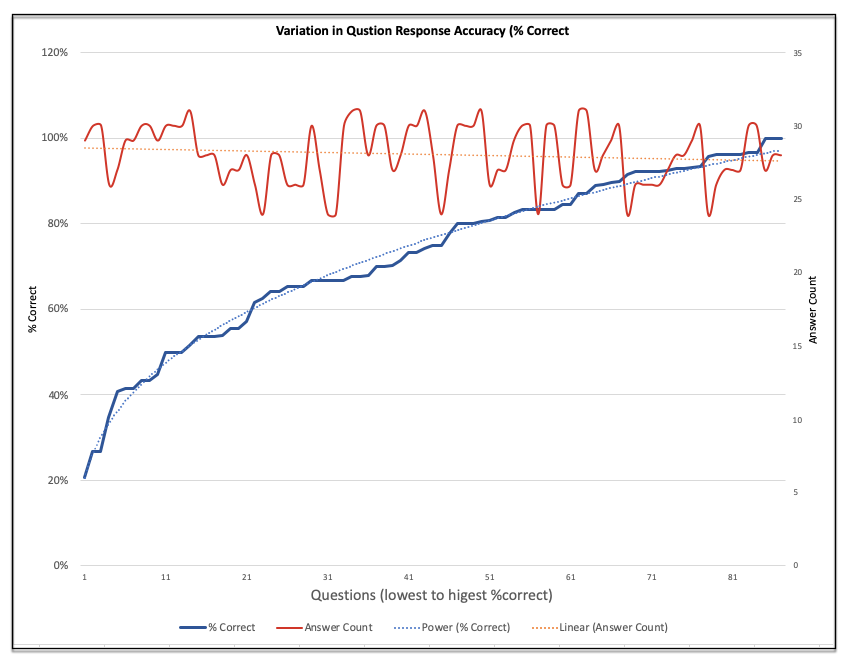 Variation in Qustion Response Accuracy (% Correct
120%
35
100%
30
80%
25
60%
20
40%
15
20%
10
0%
5
0
% Correct
Answer Count
1 11 21 31 41 51 61 71 81
Questions (lowest to higest %correct)
% Correct Answer Count Power (% Correct) Linear (Answer Count)